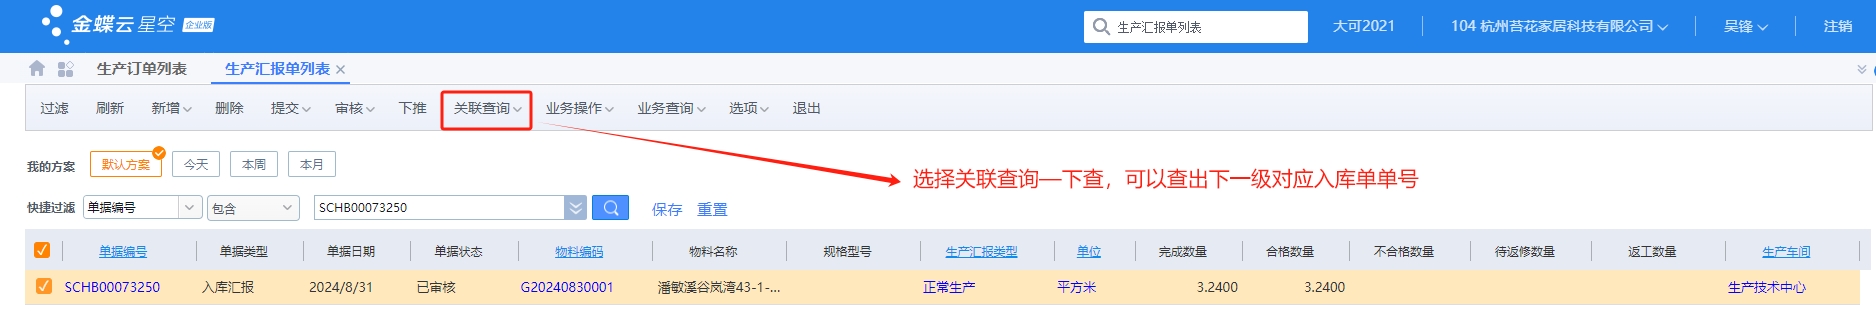 金蝶云 星空 企业版 生产汇报单列表 大可2021 104 杭州苔花家居科技有限公司 吴锋 注销
生产订单列表 生产汇报单列表
过滤 刷新 新增 删除 提交 审核 下推 关联查询 业务操作 业务查询 选项 退出
我的方案 默认方案 今天 本周 本月
选择关联查询—下查，可以查出下一级对应入库单单号
快捷过滤 单据编号 包含 SCHB00073250 保存 重置
单据编号 单据类型 单据日期 单据状态 物料编码 物料名称 规格型号 生产汇报类型 单位 完成数量 合格数量 不合格数量 待返修数量 返工数量 生产车间
SCHB00073250 入库汇报 2024/8/31 已审核 G20240830001 潘敏溪谷岚湾43-1-... 正常生产 平方米 3.2400 3.2400 生产技术中心